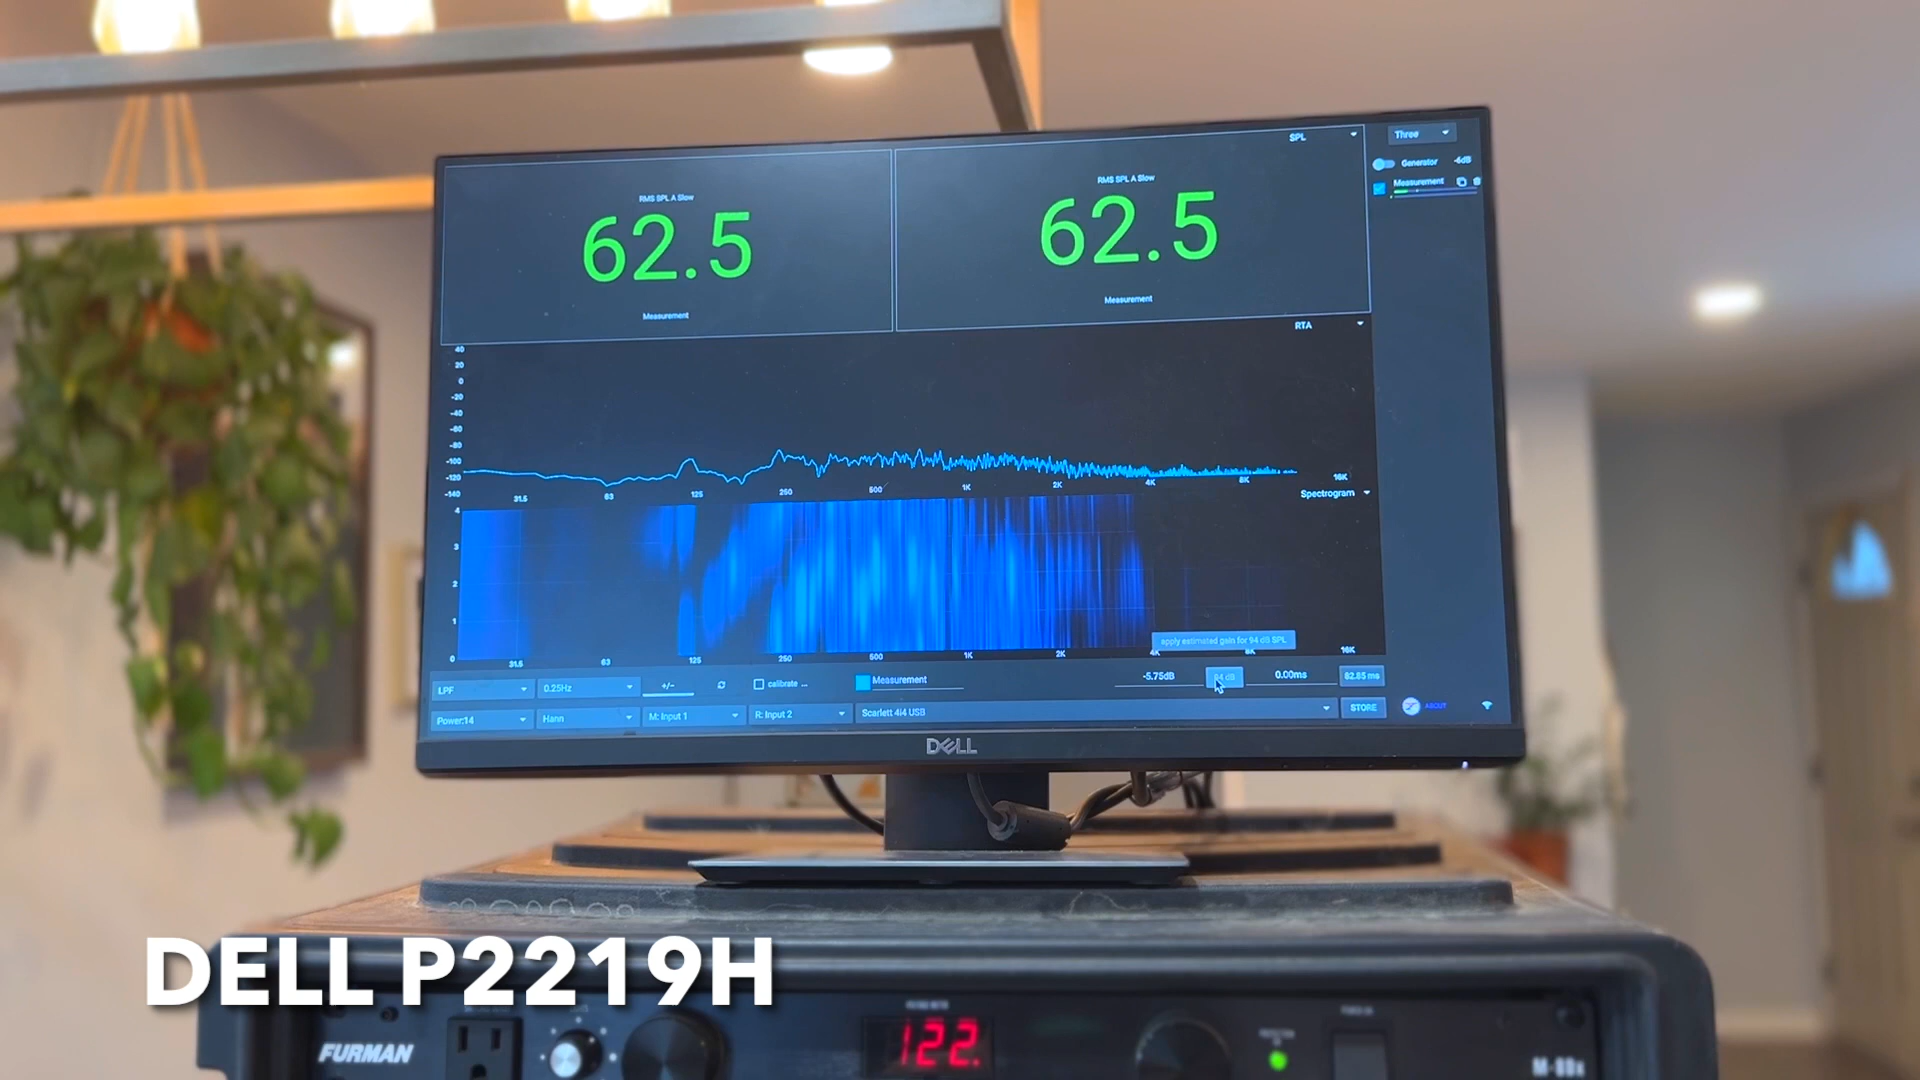 SPL
Three
RMS SPL A Slow
62.5
Measurement
RMS SPL A Slow
62.5
Measurement
Generator -6dB
Measurement
RTA
40
20
0
-20
-40
-60
-80
-100
-120
-140
31.5 63 125 250 500 1K 2K 4K 8K 16K
Spectrogram
4
3
2
1
0
31.5 63 125 250 500 1K 2K 4K 8K 16K
apply estimated gain for 94 dB SPL
LPF 0.25Hz +/- calibrate ... Measurement -5.75dB 94 dB 0.00ms 82.85 ms
Power:14 Hann M: Input 1 R: Input 2 Scarlett 4i4 USB STORE ABOUT
DELL
DELL P2219H
FURMAN
122.
M-88x